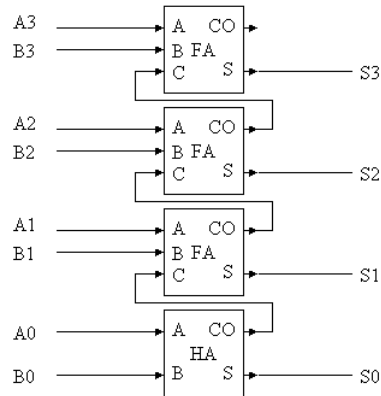 A3 A CO
B3 B FA
C S S3
A2 A CO
B2 B FA
C S S2
A1 A CO
B1 B FA
C S S1
A0 A CO
HA
B0 B S S0